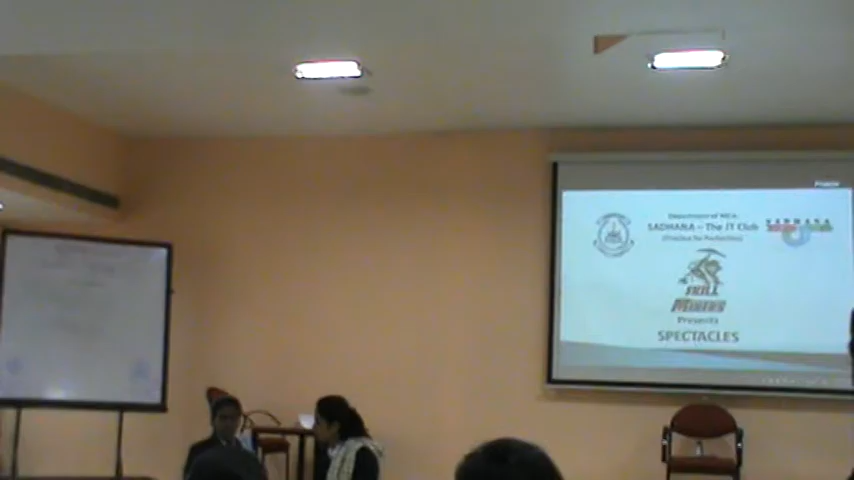 Department of MCA
SADHANA – The IT Club
(Practice for Perfection)
SADHANA
SKILL
MINERS
Presents
SPECTACLES